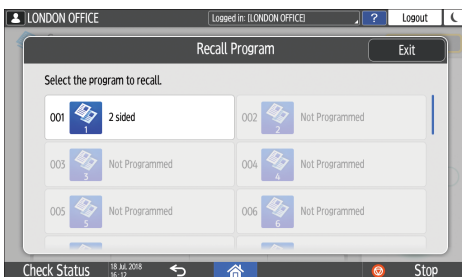 LONDON OFFICE
Logged in: [LONDON OFFICE]
?
Logout
Recall Program
Exit
Select the program to recall.
001 1 2 sided
002 2 Not Programmed
003 3 Not Programmed
004 4 Not Programmed
005 5 Not Programmed
006 6 Not Programmed
Check Status
18 Jul. 2018
16:12
Stop